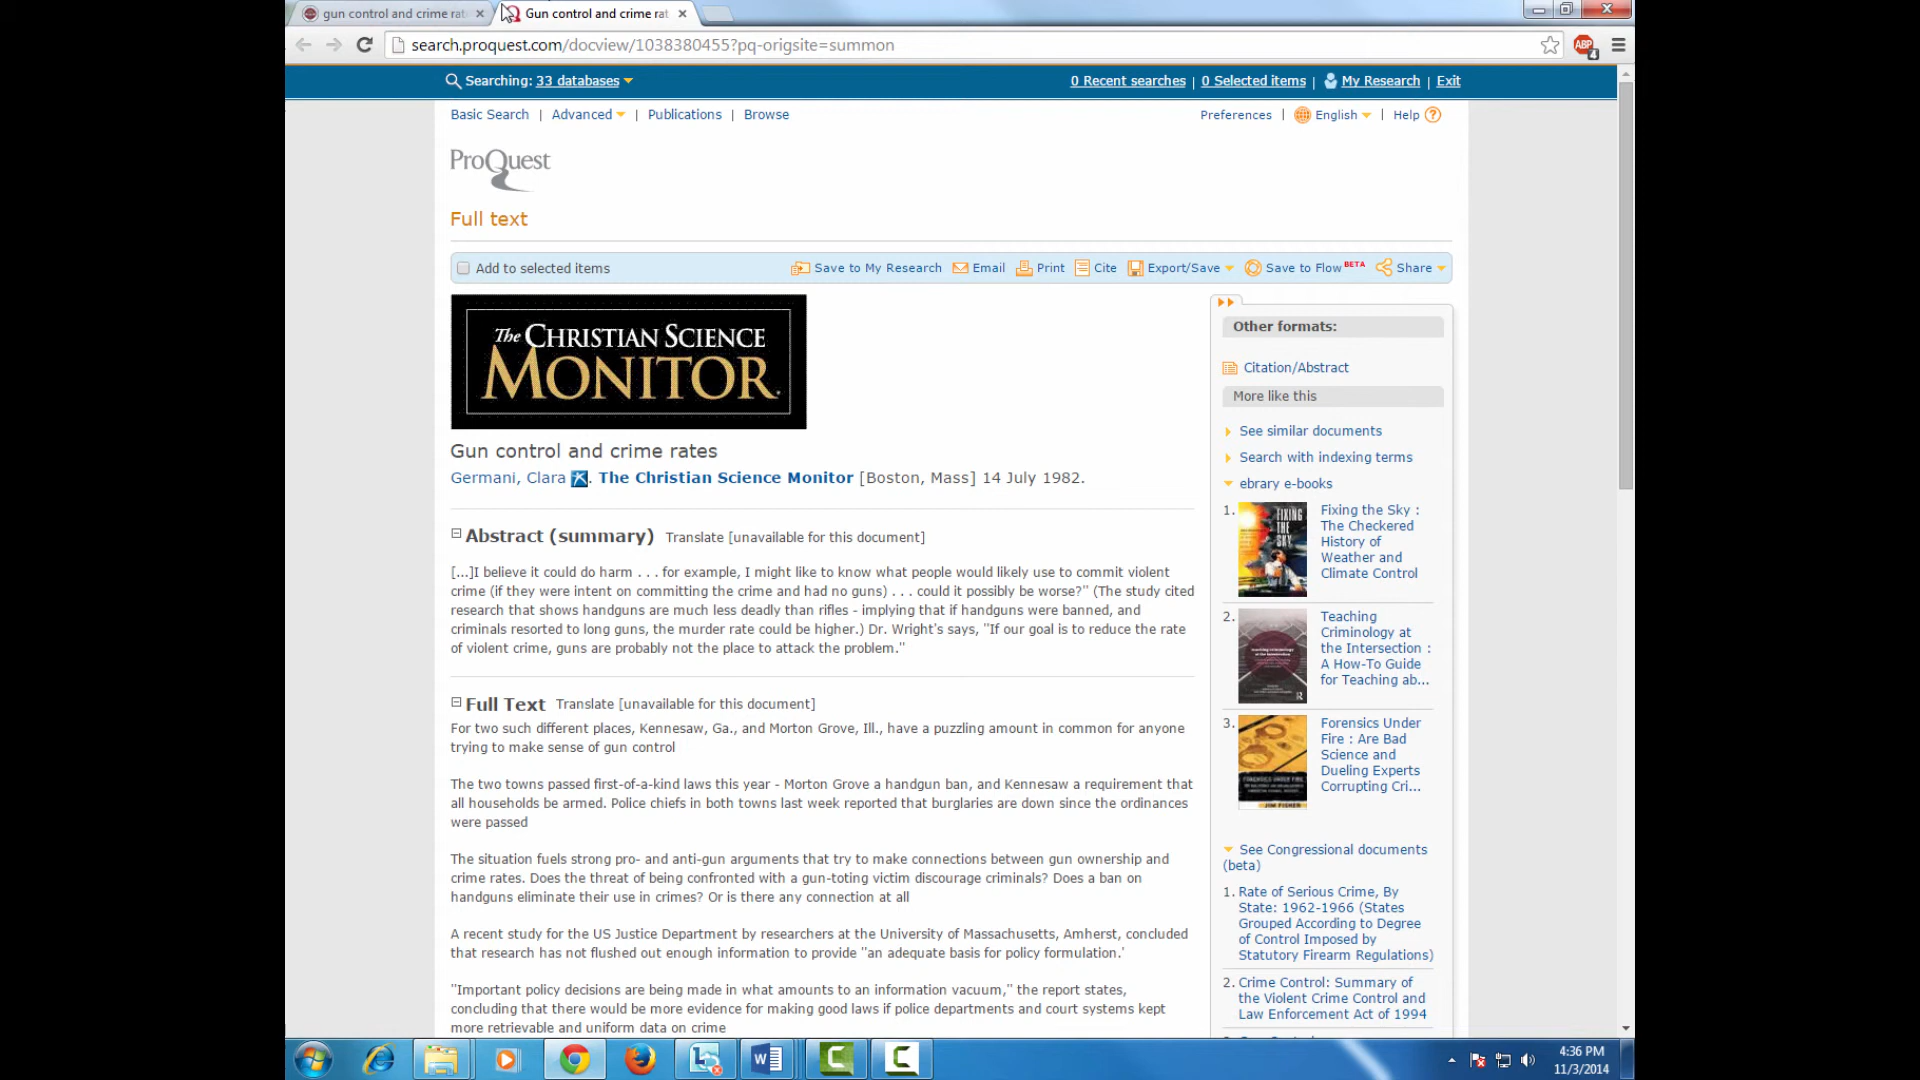 gun control and crime rat
Gun control and crime rat
search.proquest.com/docview/1038380455?pq-origsite=summon
ABP
4
Searching: 33 databases
0 Recent searches | 0 Selected items | My Research | Exit
Basic Search | Advanced | Publications | Browse
Preferences | English | Help ?
ProQuest
Full text
Add to selected items
Save to My Research Email Print Cite Export/Save Save to Flow BETA Share
The CHRISTIAN SCIENCE
MONITOR
Gun control and crime rates
Germani, Clara. The Christian Science Monitor [Boston, Mass] 14 July 1982.
Abstract (summary) Translate [unavailable for this document]
[...]I believe it could do harm . . . for example, I might like to know what people would likely use to commit violent
crime (if they were intent on committing the crime and had no guns) . . . could it possibly be worse?" (The study cited
research that shows handguns are much less deadly than rifles - implying that if handguns were banned, and
criminals resorted to long guns, the murder rate could be higher.) Dr. Wright's says, "If our goal is to reduce the rate
of violent crime, guns are probably not the place to attack the problem."
Full Text Translate [unavailable for this document]
For two such different places, Kennesaw, Ga., and Morton Grove, Ill., have a puzzling amount in common for anyone
trying to make sense of gun control
The two towns passed first-of-a-kind laws this year - Morton Grove a handgun ban, and Kennesaw a requirement that
all households be armed. Police chiefs in both towns last week reported that burglaries are down since the ordinances
were passed
The situation fuels strong pro- and anti-gun arguments that try to make connections between gun ownership and
crime rates. Does the threat of being confronted with a gun-toting victim discourage criminals? Does a ban on
handguns eliminate their use in crimes? Or is there any connection at all
A recent study for the US Justice Department by researchers at the University of Massachusetts, Amherst, concluded
that research has not flushed out enough information to provide "an adequate basis for policy formulation.'
"Important policy decisions are being made in what amounts to an information vacuum," the report states,
concluding that there would be more evidence for making good laws if police departments and court systems kept
more retrievable and uniform data on crime
Other formats:
Citation/Abstract
More like this
See similar documents
Search with indexing terms
ebrary e-books
1. Fixing the Sky :
The Checkered
History of
Weather and
Climate Control
FIXING
THE
SKY
2. Teaching
Criminology at
the Intersection :
A How-To Guide
for Teaching ab...
3. Forensics Under
Fire : Are Bad
Science and
Dueling Experts
Corrupting Cri...
FORENSICS UNDER FIRE
JIM FISHER
See Congressional documents
(beta)
1. Rate of Serious Crime, By
State: 1962-1966 (States
Grouped According to Degree
of Control Imposed by
Statutory Firearm Regulations)
2. Crime Control: Summary of
the Violent Crime Control and
Law Enforcement Act of 1994
4:36 PM
11/3/2014